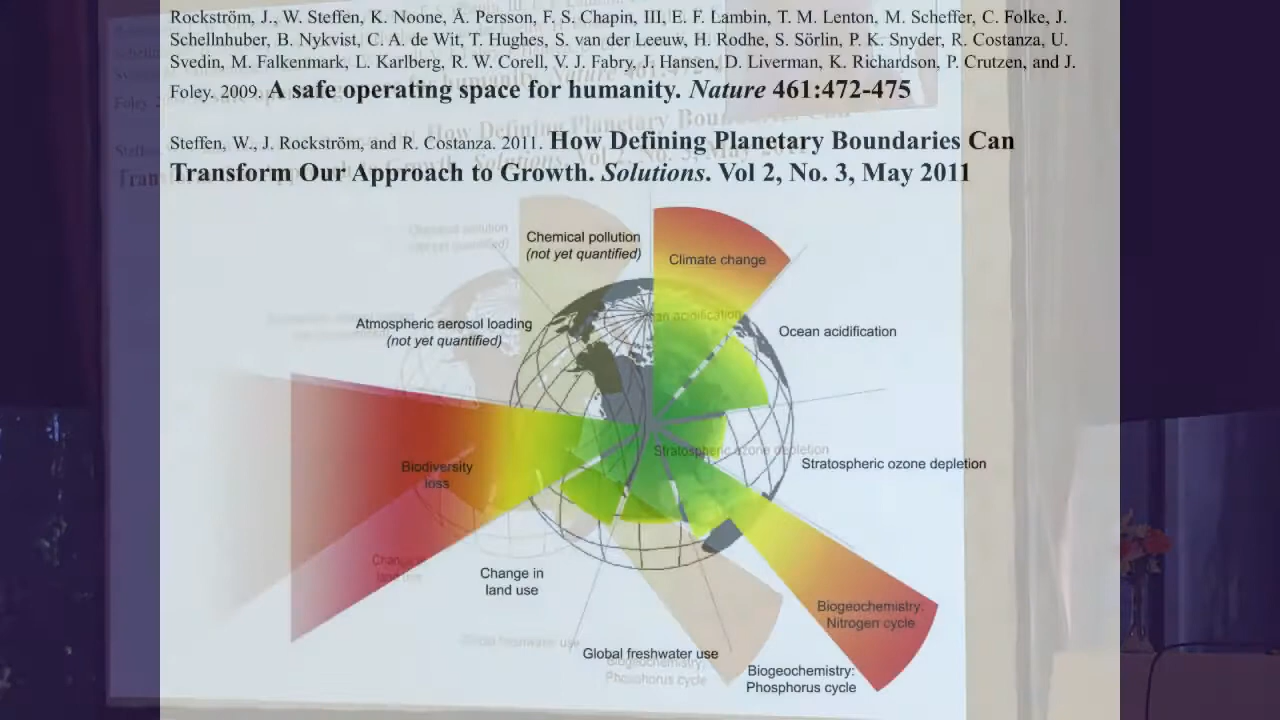 Rockström, J., W. Steffen, K. Noone, Å. Persson, F. S. Chapin, III, E. F. Lambin, T. M. Lenton, M. Scheffer, C. Folke, J.
Schellnhuber, B. Nykvist, C. A. de Wit, T. Hughes, S. van der Leeuw, H. Rodhe, S. Sörlin, P. K. Snyder, R. Costanza, U.
Svedin, M. Falkenmark, L. Karlberg, R. W. Corell, V. J. Fabry, J. Hansen, D. Liverman, K. Richardson, P. Crutzen, and J.
Foley. 2009. A safe operating space for humanity. Nature 461:472-475
Steffen, W., J. Rockström, and R. Costanza. 2011. How Defining Planetary Boundaries Can
Transform Our Approach to Growth. Solutions. Vol 2, No. 3, May 2011
Chemical pollution
(not yet quantified)
Climate change
Atmospheric aerosol loading
(not yet quantified)
Ocean acidification
Stratospheric ozone depletion
Biodiversity
loss
Change in
land use
Global freshwater use
Biogeochemistry:
Nitrogen cycle
Biogeochemistry:
Phosphorus cycle